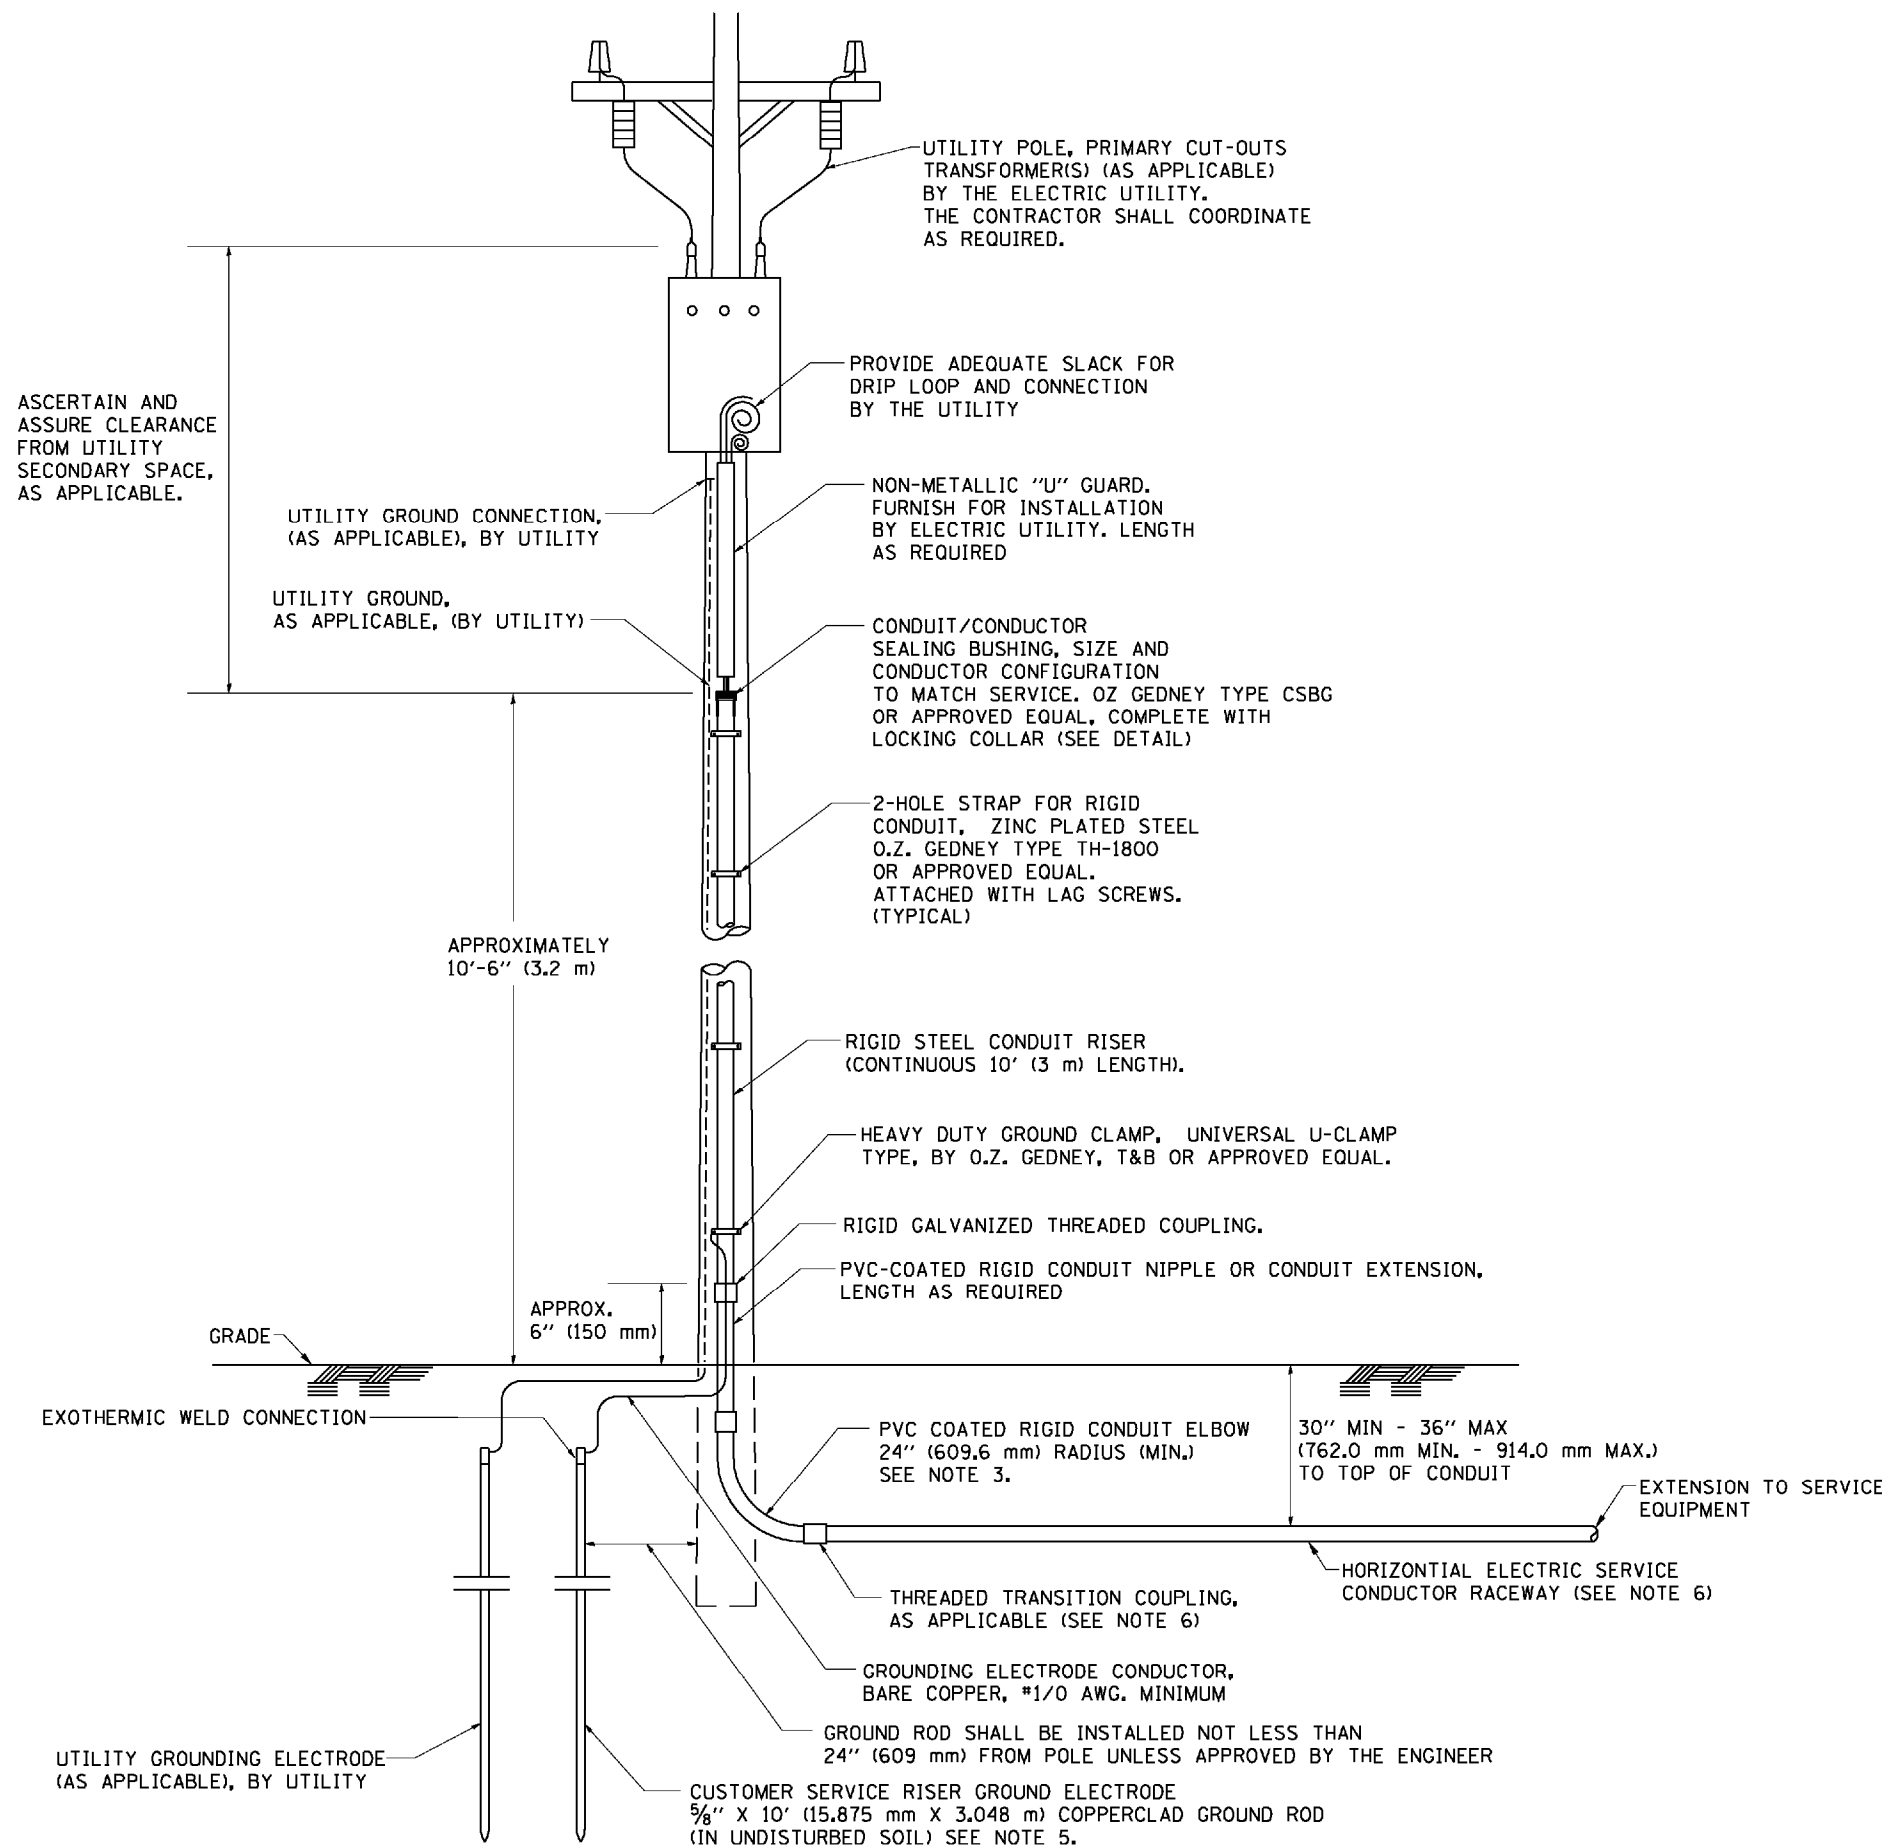 UTILITY POLE, PRIMARY CUT-OUTS
TRANSFORMER(S) (AS APPLICABLE)
BY THE ELECTRIC UTILITY.
THE CONTRACTOR SHALL COORDINATE
AS REQUIRED.
PROVIDE ADEQUATE SLACK FOR
DRIP LOOP AND CONNECTION
BY THE UTILITY
ASCERTAIN AND
ASSURE CLEARANCE
FROM UTILITY
SECONDARY SPACE,
AS APPLICABLE.
NON-METALLIC "U" GUARD.
FURNISH FOR INSTALLATION
BY ELECTRIC UTILITY. LENGTH
AS REQUIRED
UTILITY GROUND CONNECTION,
(AS APPLICABLE), BY UTILITY
UTILITY GROUND,
AS APPLICABLE, (BY UTILITY)
CONDUIT/CONDUCTOR
SEALING BUSHING, SIZE AND
CONDUCTOR CONFIGURATION
TO MATCH SERVICE. OZ GEDNEY TYPE CSBG
OR APPROVED EQUAL, COMPLETE WITH
LOCKING COLLAR (SEE DETAIL)
2-HOLE STRAP FOR RIGID
CONDUIT, ZINC PLATED STEEL
O.Z. GEDNEY TYPE TH-1800
OR APPROVED EQUAL.
ATTACHED WITH LAG SCREWS.
(TYPICAL)
APPROXIMATELY
10'-6" (3.2 m)
RIGID STEEL CONDUIT RISER
(CONTINUOUS 10' (3 m) LENGTH).
HEAVY DUTY GROUND CLAMP, UNIVERSAL U-CLAMP
TYPE, BY O.Z. GEDNEY, T&B OR APPROVED EQUAL.
RIGID GALVANIZED THREADED COUPLING.
PVC-COATED RIGID CONDUIT NIPPLE OR CONDUIT EXTENSION,
LENGTH AS REQUIRED
APPROX.
6" (150 mm)
GRADE
EXOTHERMIC WELD CONNECTION
PVC COATED RIGID CONDUIT ELBOW
24" (609.6 mm) RADIUS (MIN.)
SEE NOTE 3.
30" MIN - 36" MAX
(762.0 mm MIN. - 914.0 mm MAX.)
TO TOP OF CONDUIT
EXTENSION TO SERVICE
EQUIPMENT
HORIZONTIAL ELECTRIC SERVICE
CONDUCTOR RACEWAY (SEE NOTE 6)
THREADED TRANSITION COUPLING,
AS APPLICABLE (SEE NOTE 6)
GROUNDING ELECTRODE CONDUCTOR,
BARE COPPER, #1/0 AWG. MINIMUM
GROUND ROD SHALL BE INSTALLED NOT LESS THAN
24" (609 mm) FROM POLE UNLESS APPROVED BY THE ENGINEER
UTILITY GROUNDING ELECTRODE
(AS APPLICABLE), BY UTILITY
CUSTOMER SERVICE RISER GROUND ELECTRODE
5/8" X 10' (15.875 mm X 3.048 m) COPPERCLAD GROUND ROD
(IN UNDISTURBED SOIL) SEE NOTE 5.